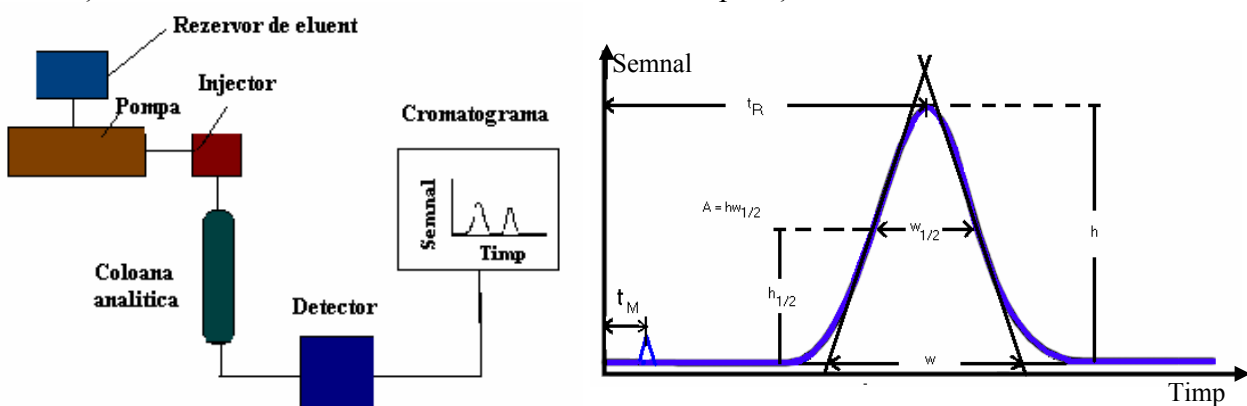 Rezervor de eluent
Pompa
Injector
Cromatograma
Semnal
Timp
Coloana
analitica
Detector
Semnal
tR
A = hw1/2
w1/2
h
h1/2
tM
w
Timp